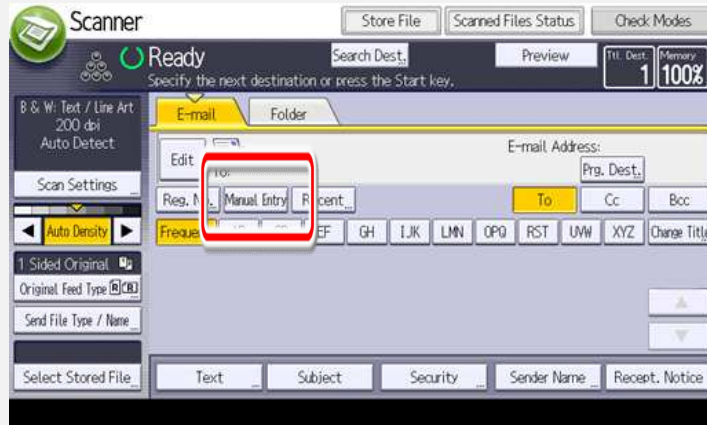 Scanner
Store File
Scanned Files Status
Check Modes
Ready
Search Dest.
Preview
Ttl. Dest.
1
Memory
100%
Specify the next destination or press the Start key.
B & W: Text / Line Art
200 dpi
Auto Detect
Scan Settings
Auto Density
1 Sided Original
Original Feed Type
Send File Type / Name
Select Stored File
E-mail
Folder
Edit
To:
E-mail Address:
Prg. Dest.
Reg. No.
Manual Entry
Recent
To
Cc
Bcc
EF
GH
IJK
LMN
OPQ
RST
UVW
XYZ
Change Title
Text
Subject
Security
Sender Name
Recept. Notice